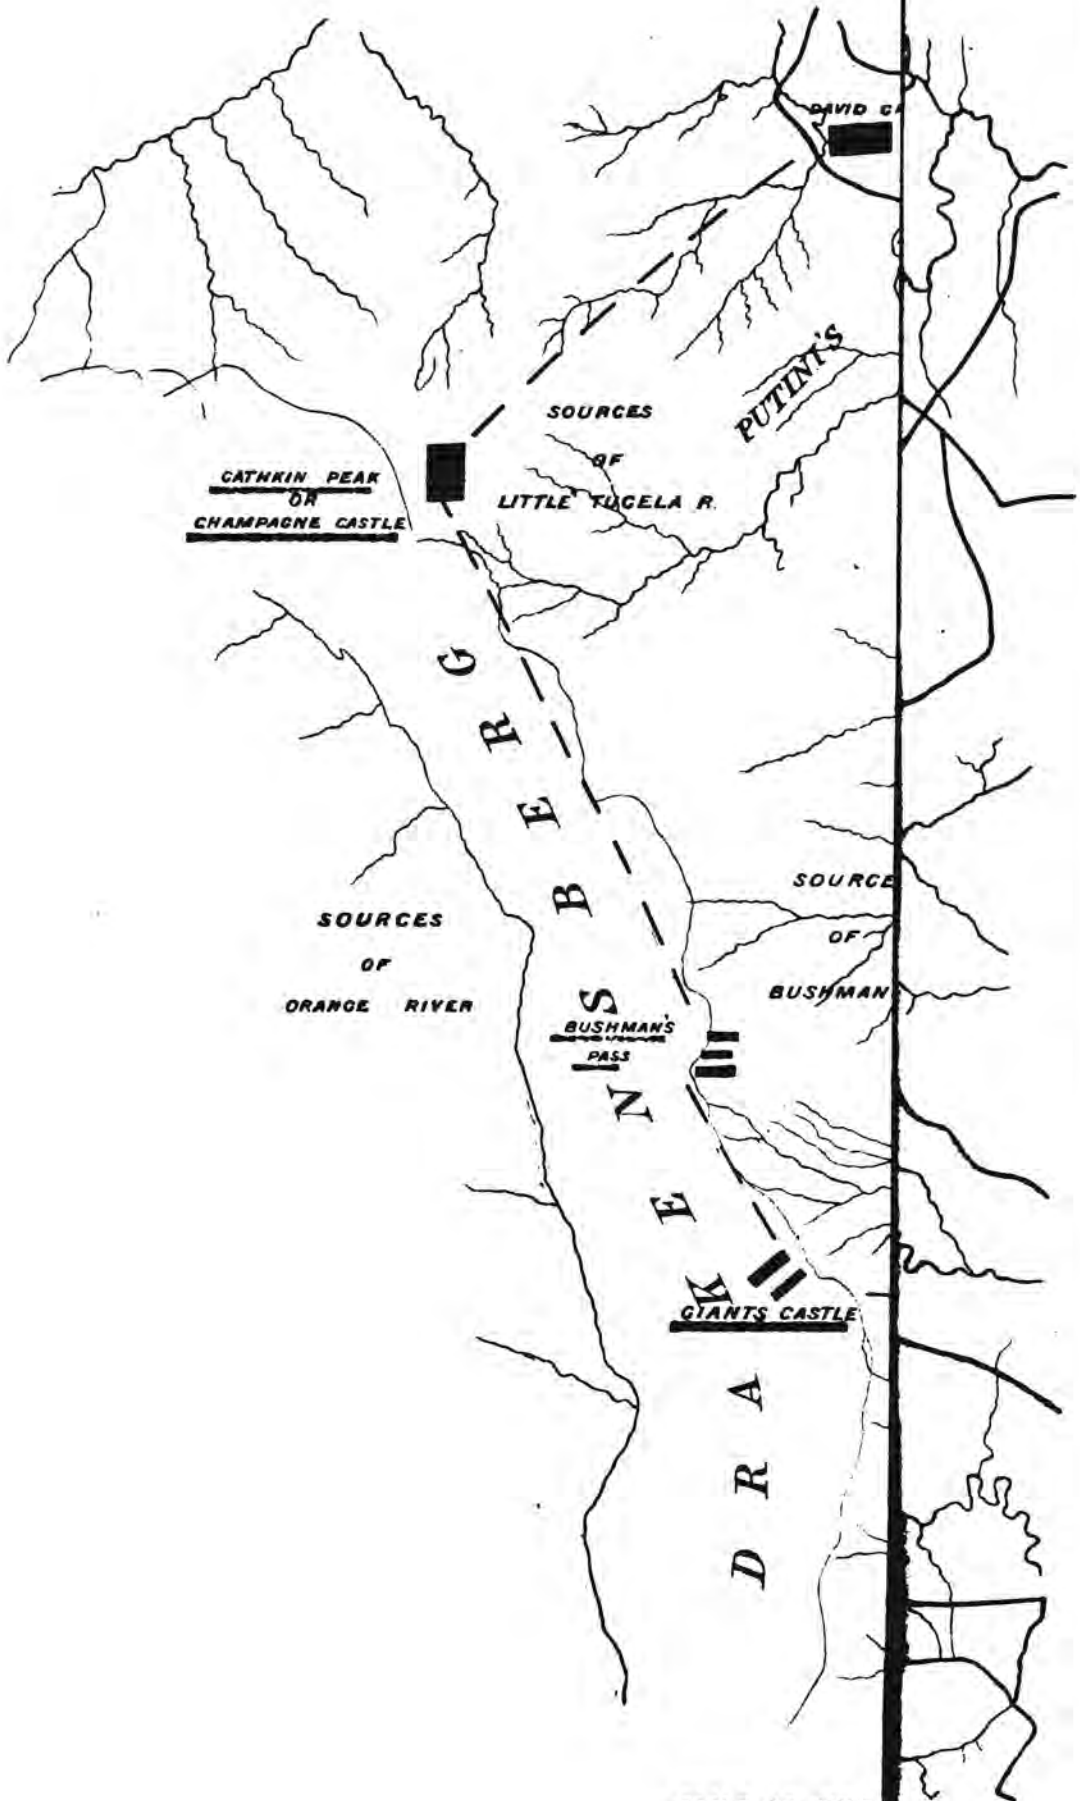 DAVID
PUTINI'S
SOURCES
OF
LITTLE TUGELA R.
CATHKIN PEAK
OR
CHAMPAGNE CASTLE
SOURCE
OF
BUSHMAN
SOURCES
OF
ORANGE RIVER
BUSHMAN'S
PASS
GIANTS CASTLE
DRAKENSBERG